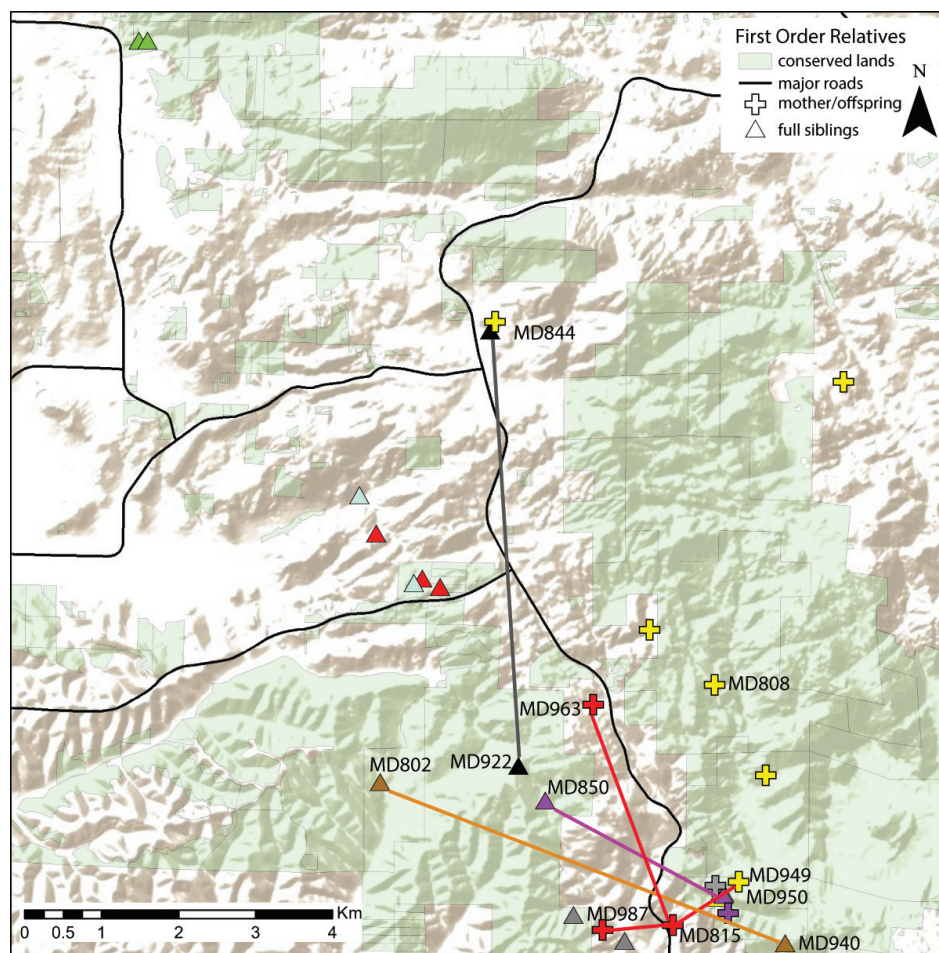 First Order Relatives
conserved lands
major roads
mother/offspring
full siblings
N
MD844
MD808
MD963
MD922
MD802
MD850
MD949
MD950
MD987
MD815
MD940
Km
0 0.5 1 2 3 4